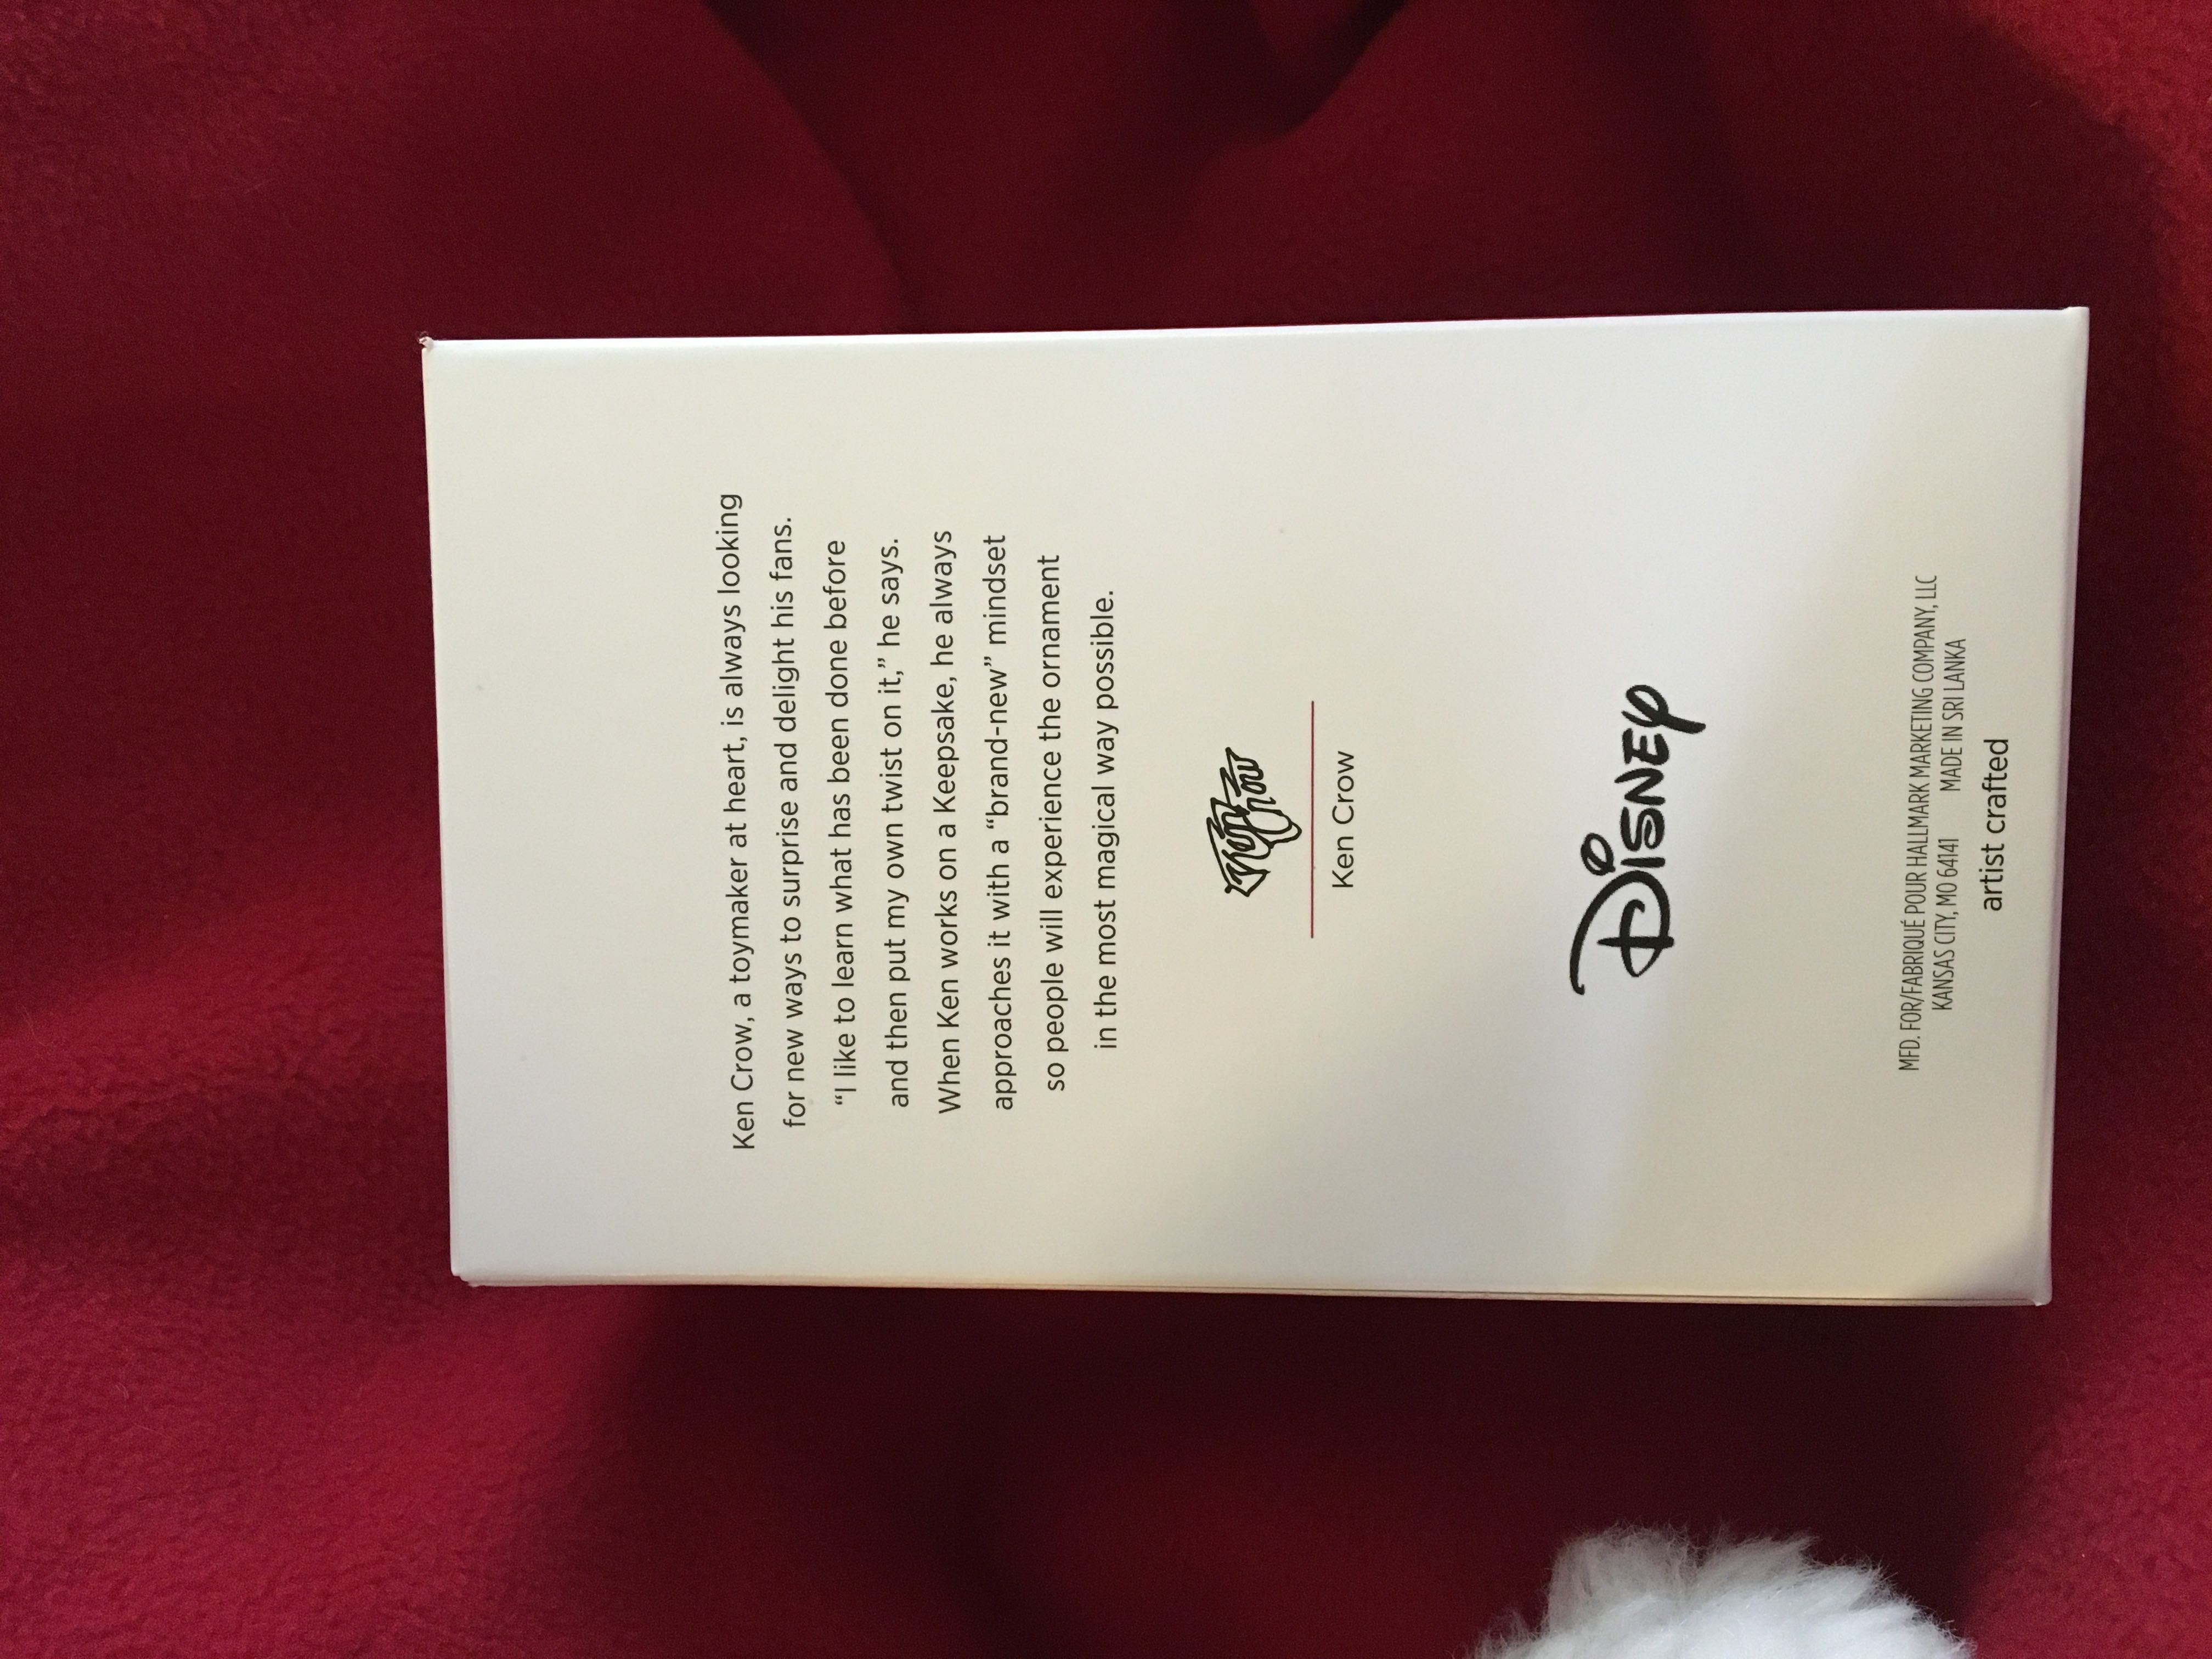 Ken Crow, a toymaker at heart, is always looking
for new ways to surprise and delight his fans.
“I like to learn what has been done before
and then put my own twist on it,” he says.
When Ken works on a Keepsake, he always
approaches it with a “brand-new” mindset
so people will experience the ornament
in the most magical way possible.
Ken Crow
Ken Crow
Disney
MFD. FOR/FABRIQUÉ POUR HALLMARK MARKETING COMPANY, LLC
KANSAS CITY, MO 64141 MADE IN SRI LANKA
artist crafted